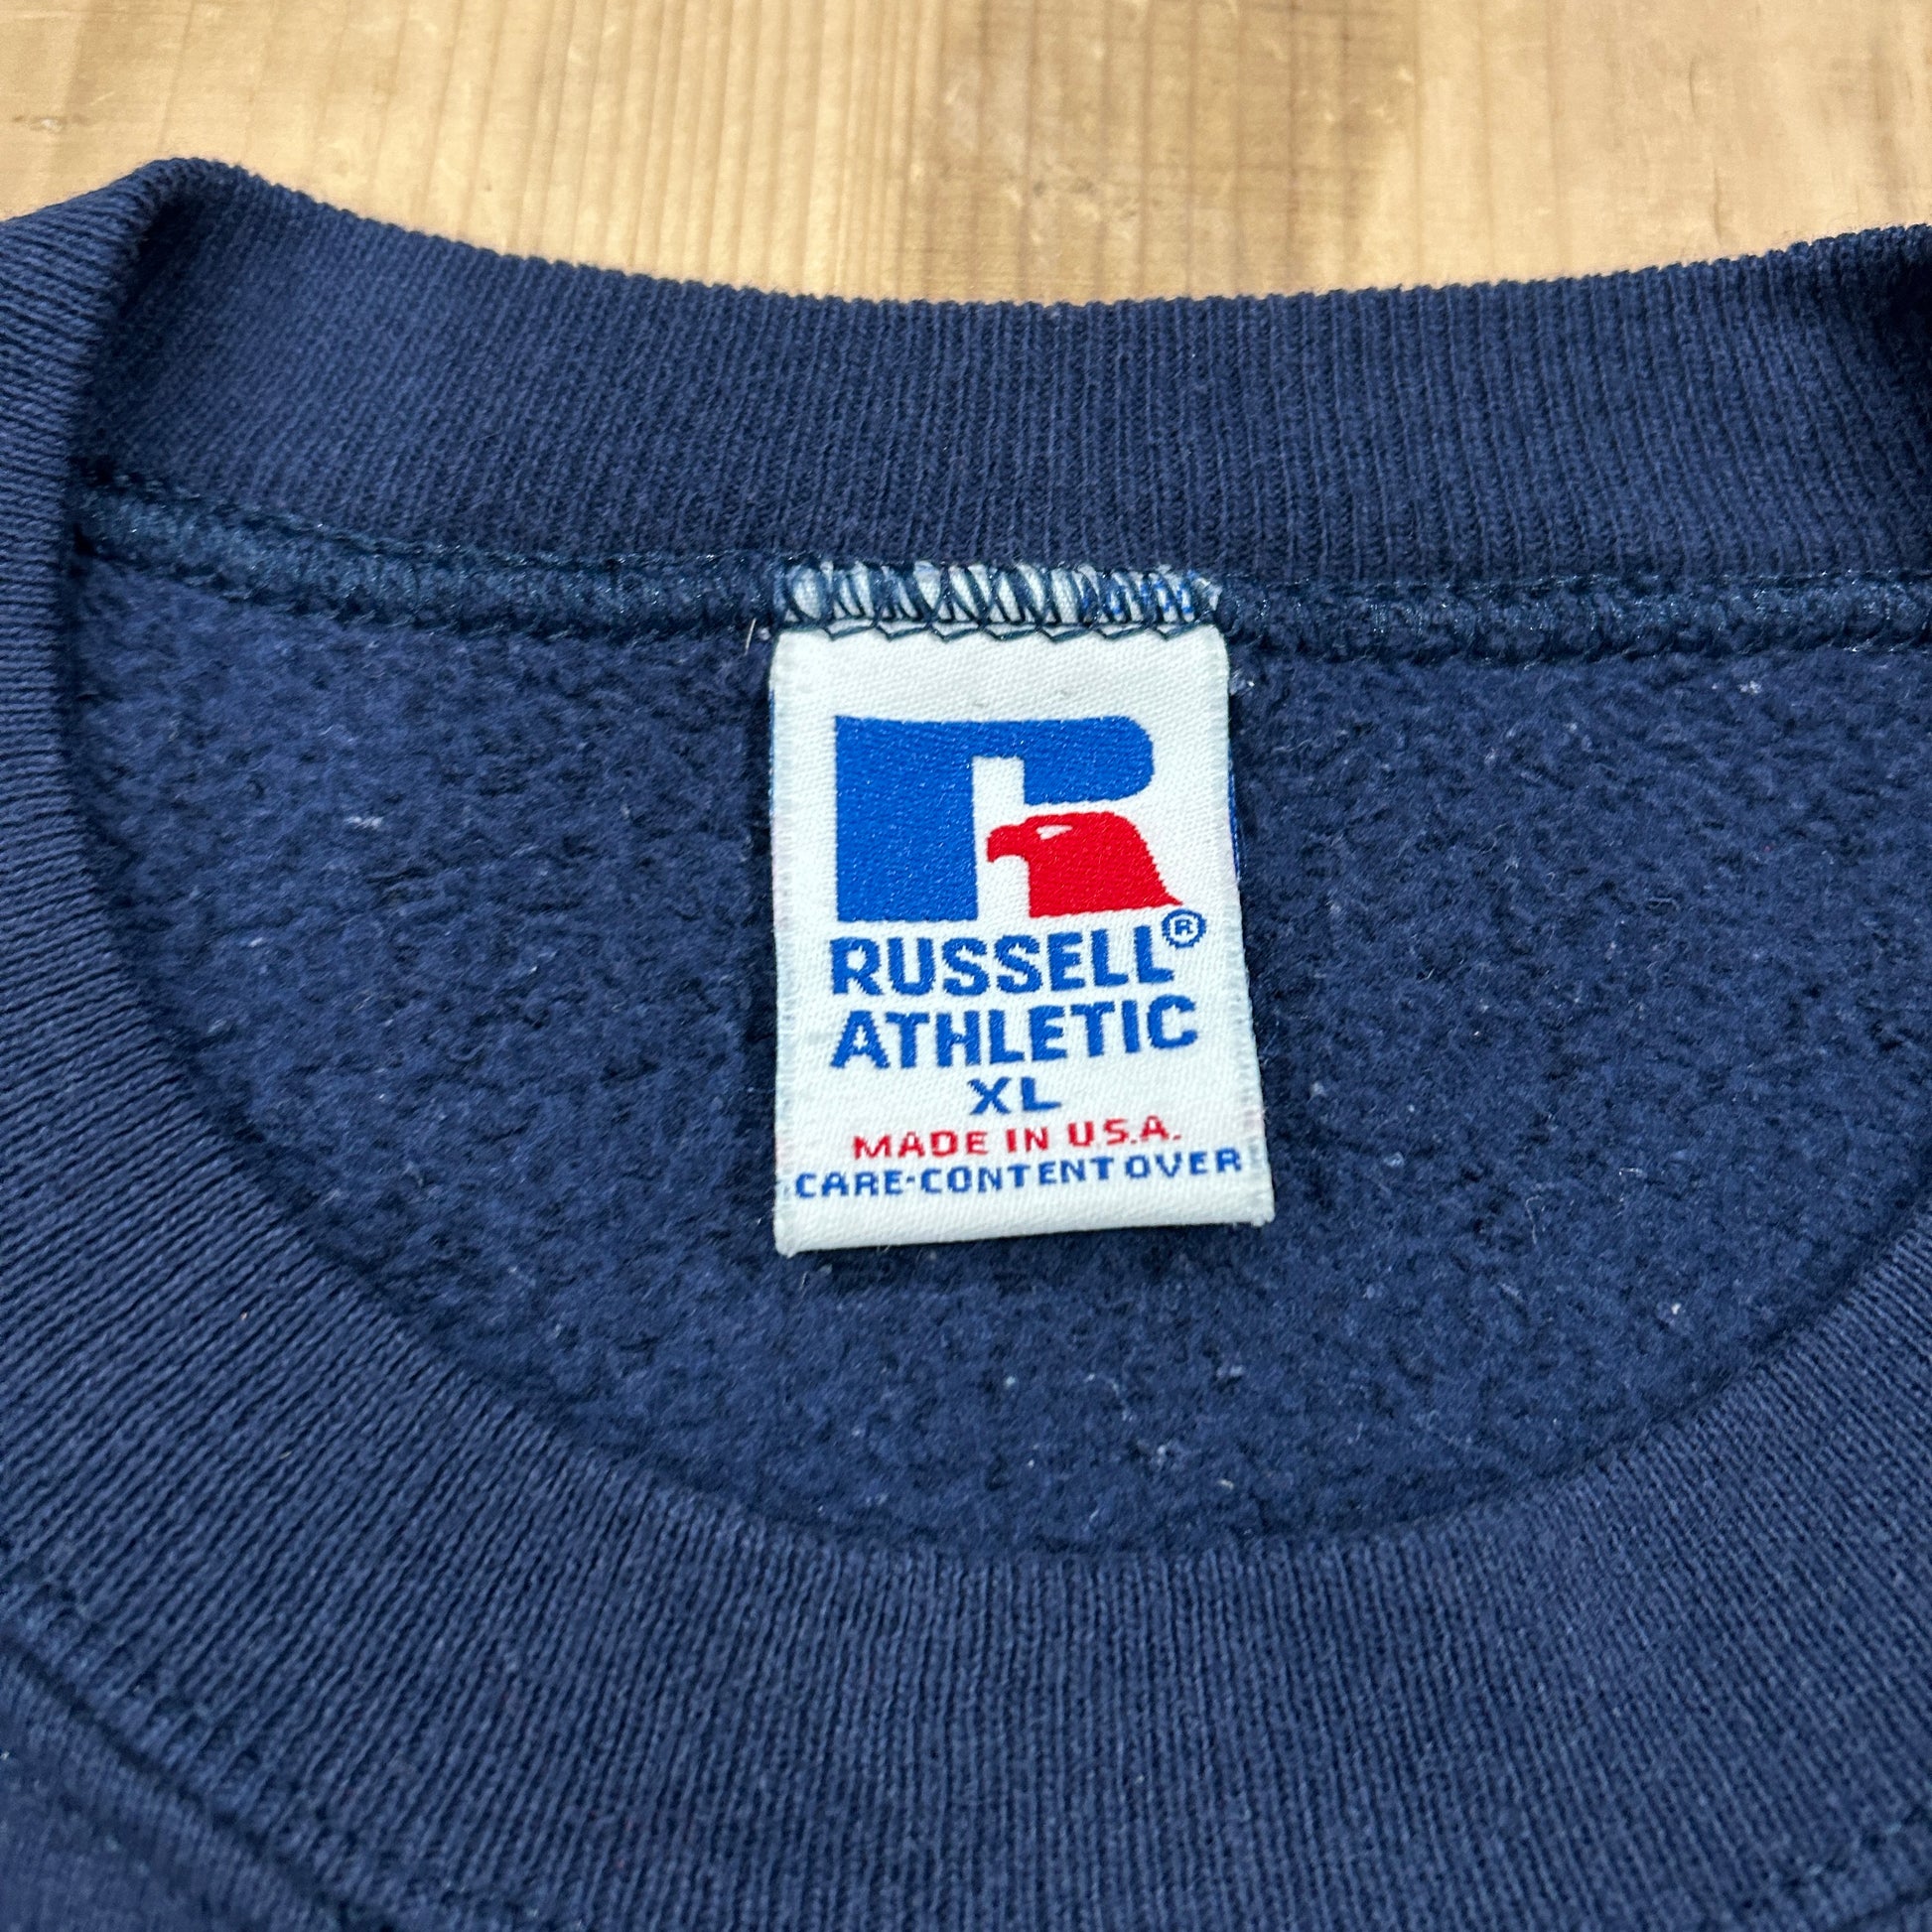 RUSSELL®
ATHLETIC
XL
MADE IN U.S.A.
CARE-CONTENT OVER